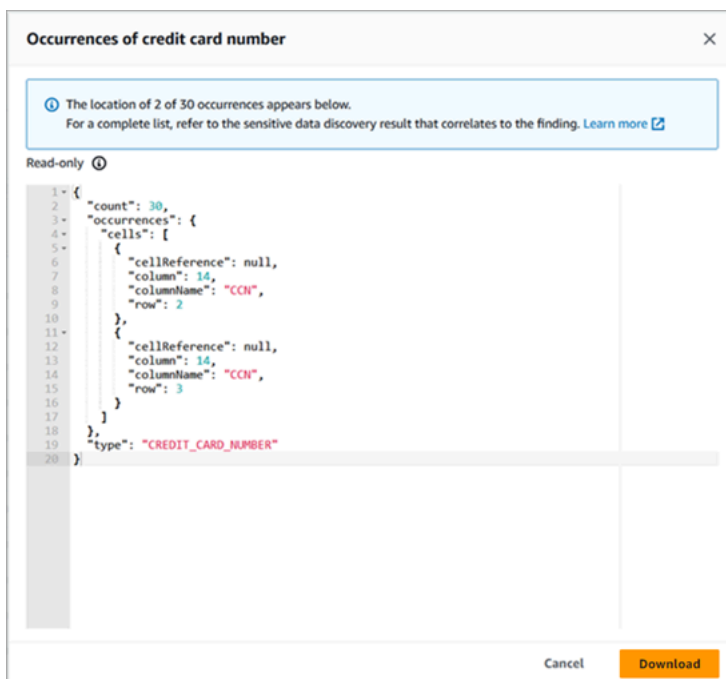 Occurrences of credit card number
The location of 2 of 30 occurrences appears below.
For a complete list, refer to the sensitive data discovery result that correlates to the finding. Learn more
Read-only
1 {
2 "count": 30,
3 "occurrences": {
4 "cells": [
5 {
6 "cellReference": null,
7 "column": 14,
8 "columnName": "CCN",
9 "row": 2
10 },
11 {
12 "cellReference": null,
13 "column": 14,
14 "columnName": "CCN",
15 "row": 3
16 }
17 ]
18 },
19 "type": "CREDIT_CARD_NUMBER"
20 }
Cancel Download